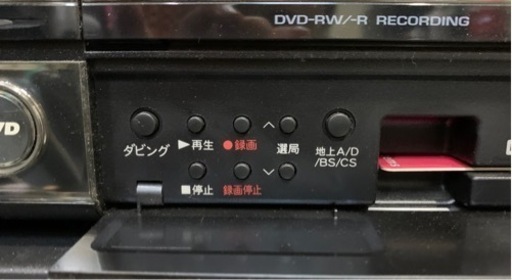 DVD-RW/-R RECORDING
VD
ダビング
▶再生
●録画
選局
地上A/D
/BS/CS
■停止
録画停止